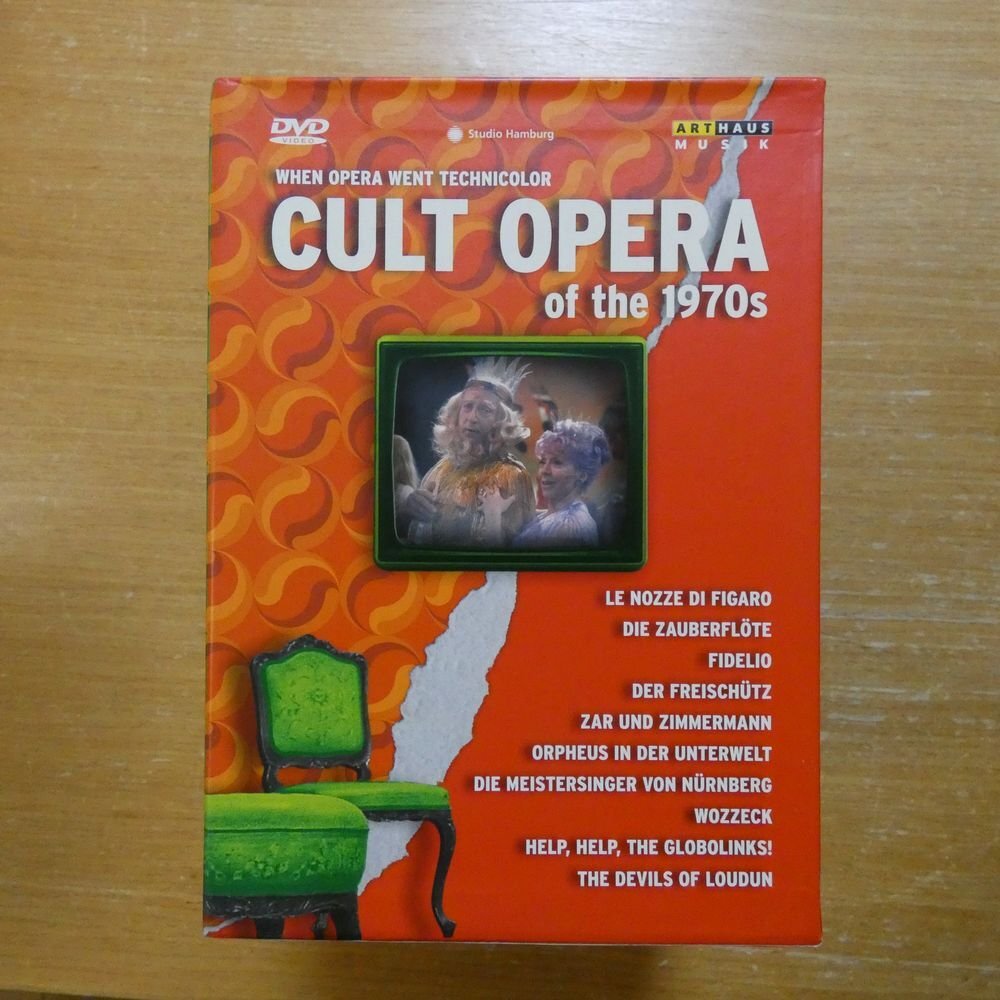 DVD
VIDEO
Studio Hamburg
ARTHAUS
MUSIK
WHEN OPERA WENT TECHNICOLOR
CULT OPERA
of the 1970s
LE NOZZE DI FIGARO
DIE ZAUBERFLÖTE
FIDELIO
DER FREISCHÜTZ
ZAR UND ZIMMERMANN
ORPHEUS IN DER UNTERWELT
DIE MEISTERSINGER VON NÜRNBERG
WOZZECK
HELP, HELP, THE GLOBOLINKS!
THE DEVILS OF LOUDUN